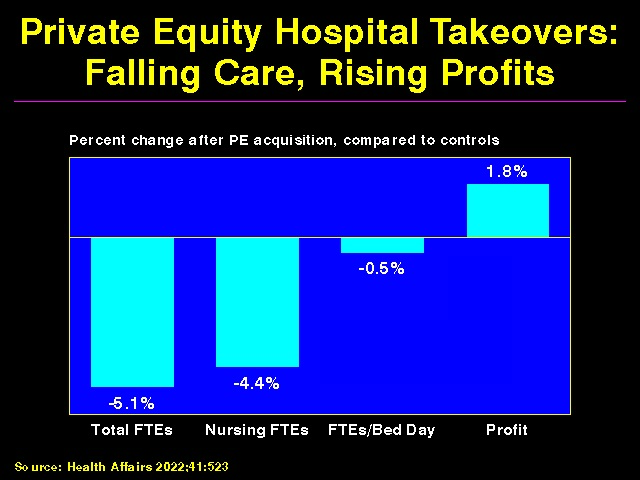 Private Equity Hospital Takeovers:
Falling Care, Rising Profits
Percent change after PE acquisition, compared to controls
1.8%
-0.5%
-4.4%
-5.1%
Total FTEs Nursing FTEs FTEs/Bed Day Profit
Source: Health Affairs 2022;41:523